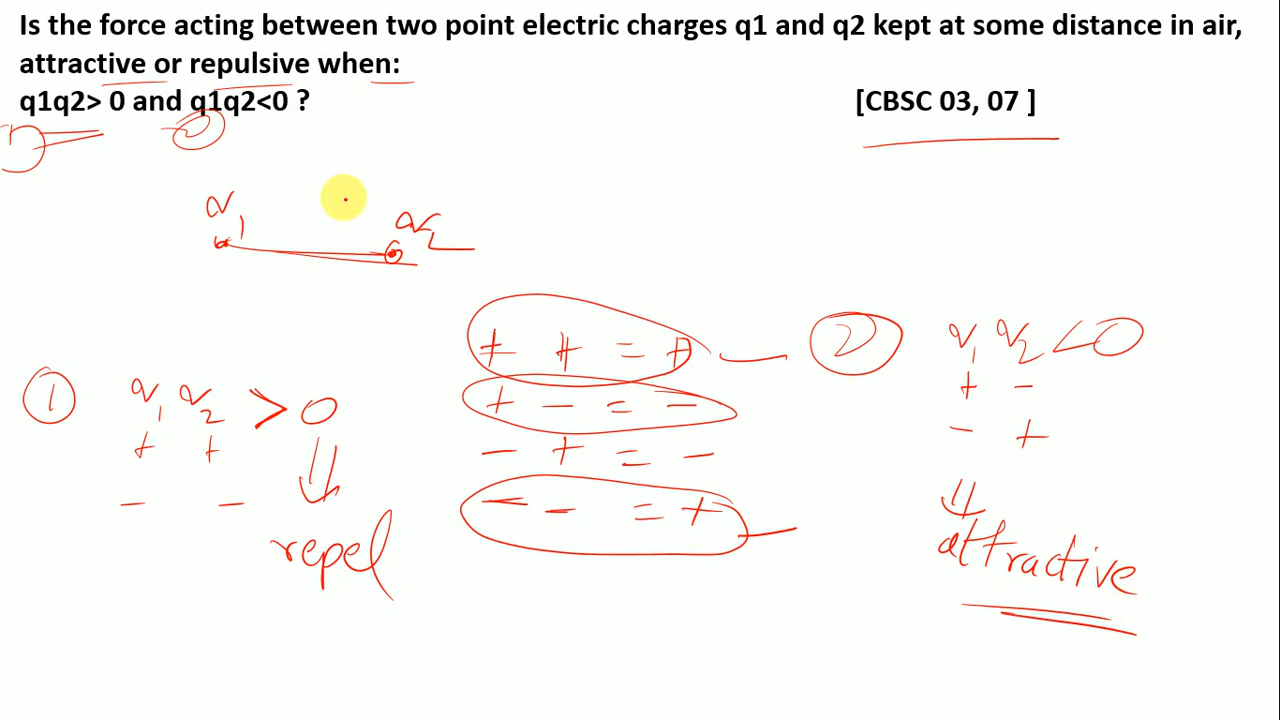 Is the force acting between two point electric charges q1 and q2 kept at some distance in air,
attractive or repulsive when:
q1q2> 0 and q1q2<0 ? [CBSC 03, 07 ]
1 2
q1 q2
+ + = +
+ - = -
- + = -
- - = +
1 q1 q2 > 0
+ +
- -
repel
2 q1 q2 < 0
+ -
- +
attractive